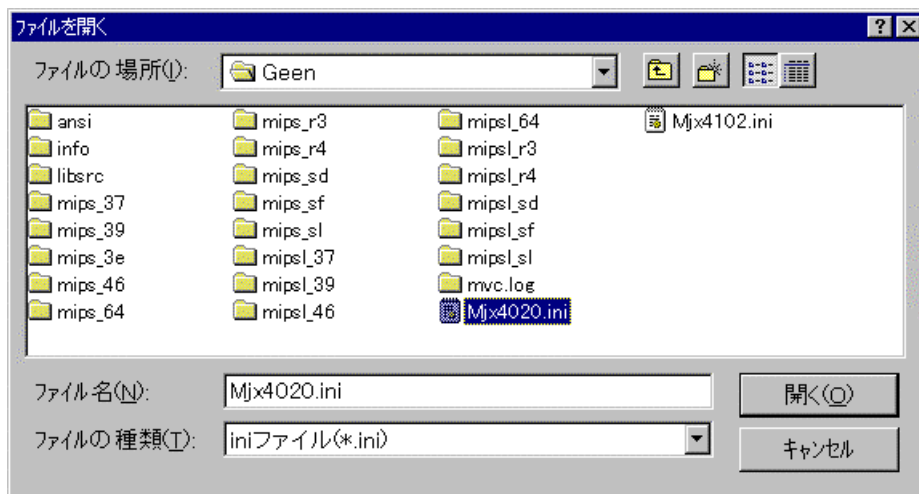 ファイルを開く
ファイルの場所(I):
Geen
ansi
info
libsrc
mips_37
mips_39
mips_3e
mips_46
mips_64
mips_r3
mips_r4
mips_sd
mips_sf
mips_sl
mipsl_37
mipsl_39
mipsl_46
mipsl_64
mipsl_r3
mipsl_r4
mipsl_sd
mipsl_sf
mipsl_sl
mvc.log
Mjx4020.ini
Mjx4102.ini
ファイル名(N):
Mjx4020.ini
開く(O)
ファイルの種類(T):
iniファイル(*.ini)
キャンセル